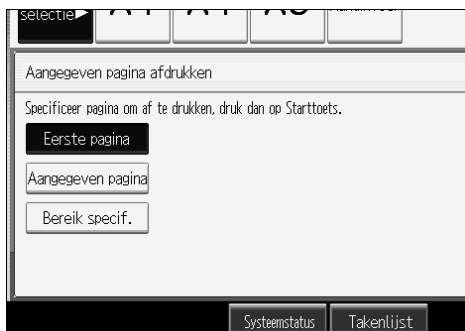 selectie►
Aangegeven pagina afdrukken
Specificeer pagina om af te drukken, druk dan op Starttoets.
Eerste pagina
Aangegeven pagina
Bereik specif.
Systeemstatus Takenlijst